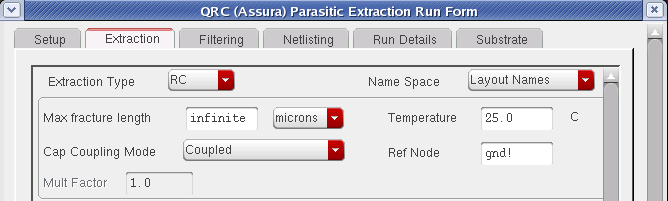 QRC (Assura) Parasitic Extraction Run Form
Setup Extraction Filtering Netlisting Run Details Substrate
Extraction Type RC Name Space Layout Names
Max fracture length infinite microns Temperature 25.0 C
Cap Coupling Mode Coupled Ref Node gnd!
Mult Factor 1.0